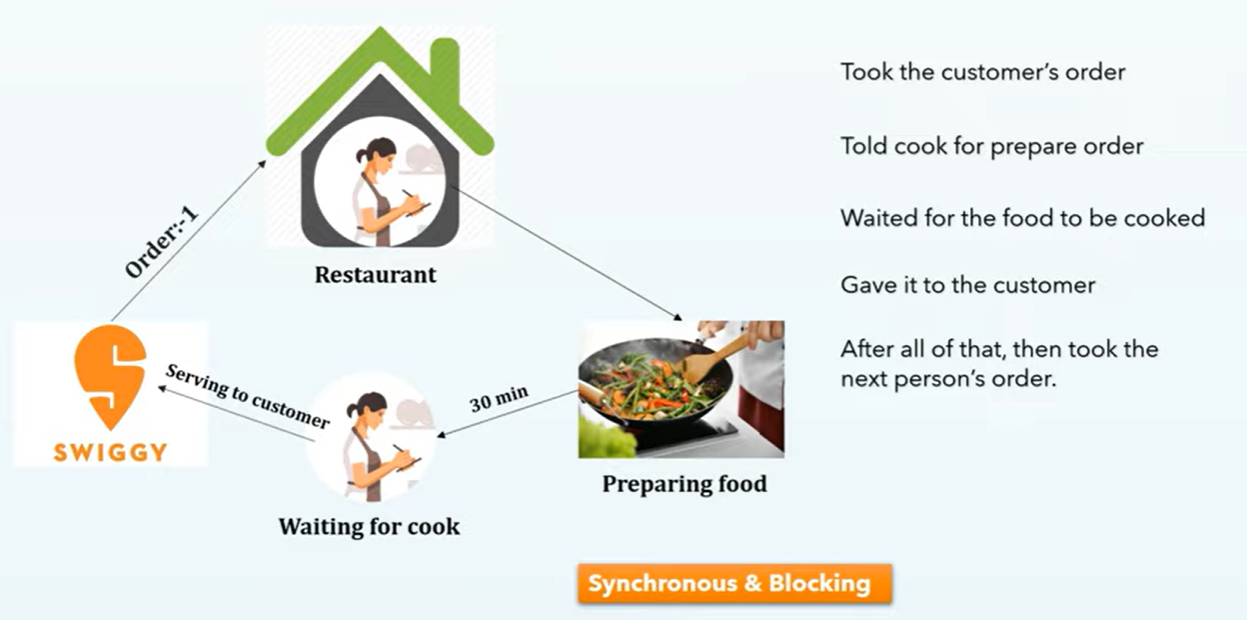 Took the customer's order
Told cook for prepare order
Waited for the food to be cooked
Gave it to the customer
After all of that, then took the
next person's order.
Order:-1
Restaurant
SWIGGY
Serving to customer
30 min
Waiting for cook
Preparing food
Synchronous & Blocking